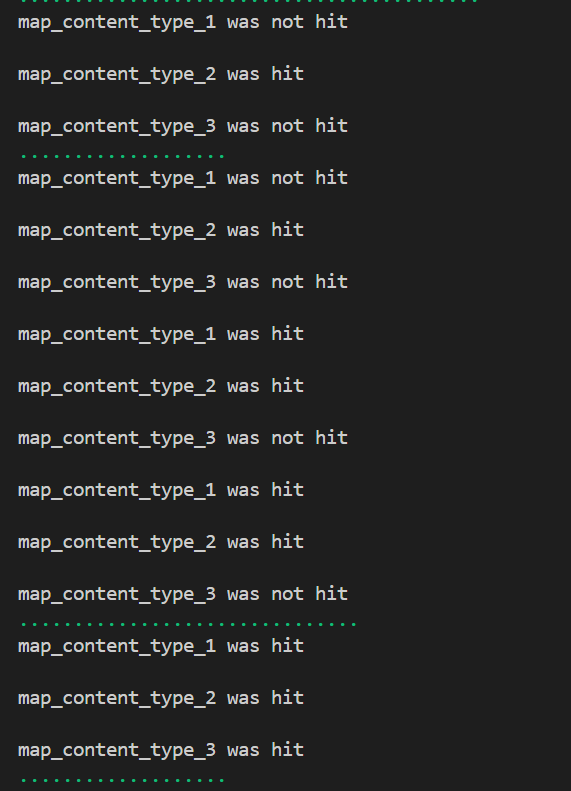 ..........................................
map_content_type_1 was not hit
map_content_type_2 was hit
map_content_type_3 was not hit
...................
map_content_type_1 was not hit
map_content_type_2 was hit
map_content_type_3 was not hit
map_content_type_1 was hit
map_content_type_2 was hit
map_content_type_3 was not hit
map_content_type_1 was hit
map_content_type_2 was hit
map_content_type_3 was not hit
...............................
map_content_type_1 was hit
map_content_type_2 was hit
map_content_type_3 was hit
...................